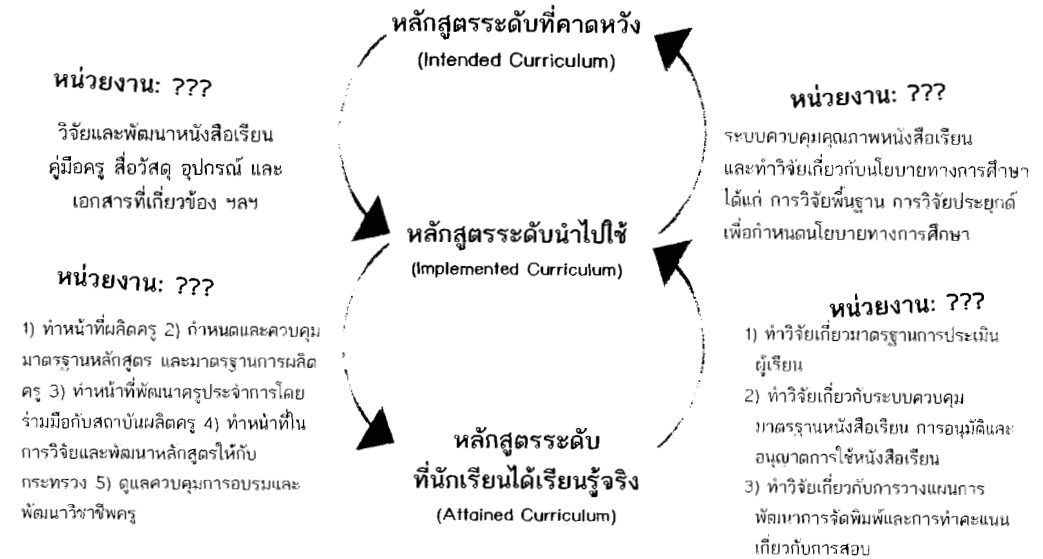 หลักสูตรระดับที่คาดหวัง
(Intended Curriculum)
หน่วยงาน: ???
วิจัยและพัฒนาหนังสือเรียน
คู่มือครู สื่อวัสดุ อุปกรณ์ และ
เอกสารที่เกี่ยวข้อง ฯลฯ
หน่วยงาน: ???
ระบบควบคุมคุณภาพหนังสือเรียน
และทำวิจัยเกี่ยวกับนโยบายทางการศึกษา
ได้แก่ การวิจัยพื้นฐาน การวิจัยประยุกต์
เพื่อกำหนดนโยบายทางการศึกษา
หลักสูตรระดับนำไปใช้
(Implemented Curriculum)
หน่วยงาน: ???
1) ทำหน้าที่ผลิตครู 2) กำหนดและควบคุม
มาตรฐานหลักสูตร และมาตรฐานการผลิต
ครู 3) ทำหน้าที่พัฒนาครูประจำการโดย
ร่วมมือกับสถาบันผลิตครู 4) ทำหน้าที่ใน
การวิจัยและพัฒนาหลักสูตรให้กับ
กระทรวง 5) ดูแลควบคุมการอบรมและ
พัฒนาวิชาชีพครู
หน่วยงาน: ???
1) ทำวิจัยเกี่ยวมาตรฐานการประเมิน
ผู้เรียน
2) ทำวิจัยเกี่ยวกับระบบควบคุม
มาตรฐานหนังสือเรียน การอนุมัติและ
อนุญาตการใช้หนังสือเรียน
3) ทำวิจัยเกี่ยวกับการวางแผนการ
พัฒนาการจัดพิมพ์และการทำคะแนน
เกี่ยวกับการสอบ
หลักสูตรระดับ
ที่นักเรียนได้เรียนรู้จริง
(Attained Curriculum)